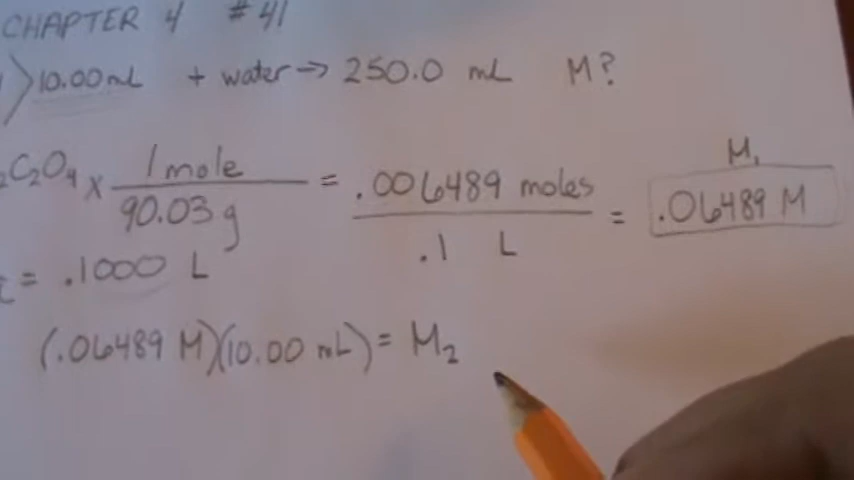 CHAPTER 4 #41
10.00 mL + water → 250.0 mL M?
₂C₂O₄ x 1 mole / 90.03 g = .006489 moles / .1 L = .06489 M
M₁
= .1000 L
(.06489 M)(10.00 mL) = M₂